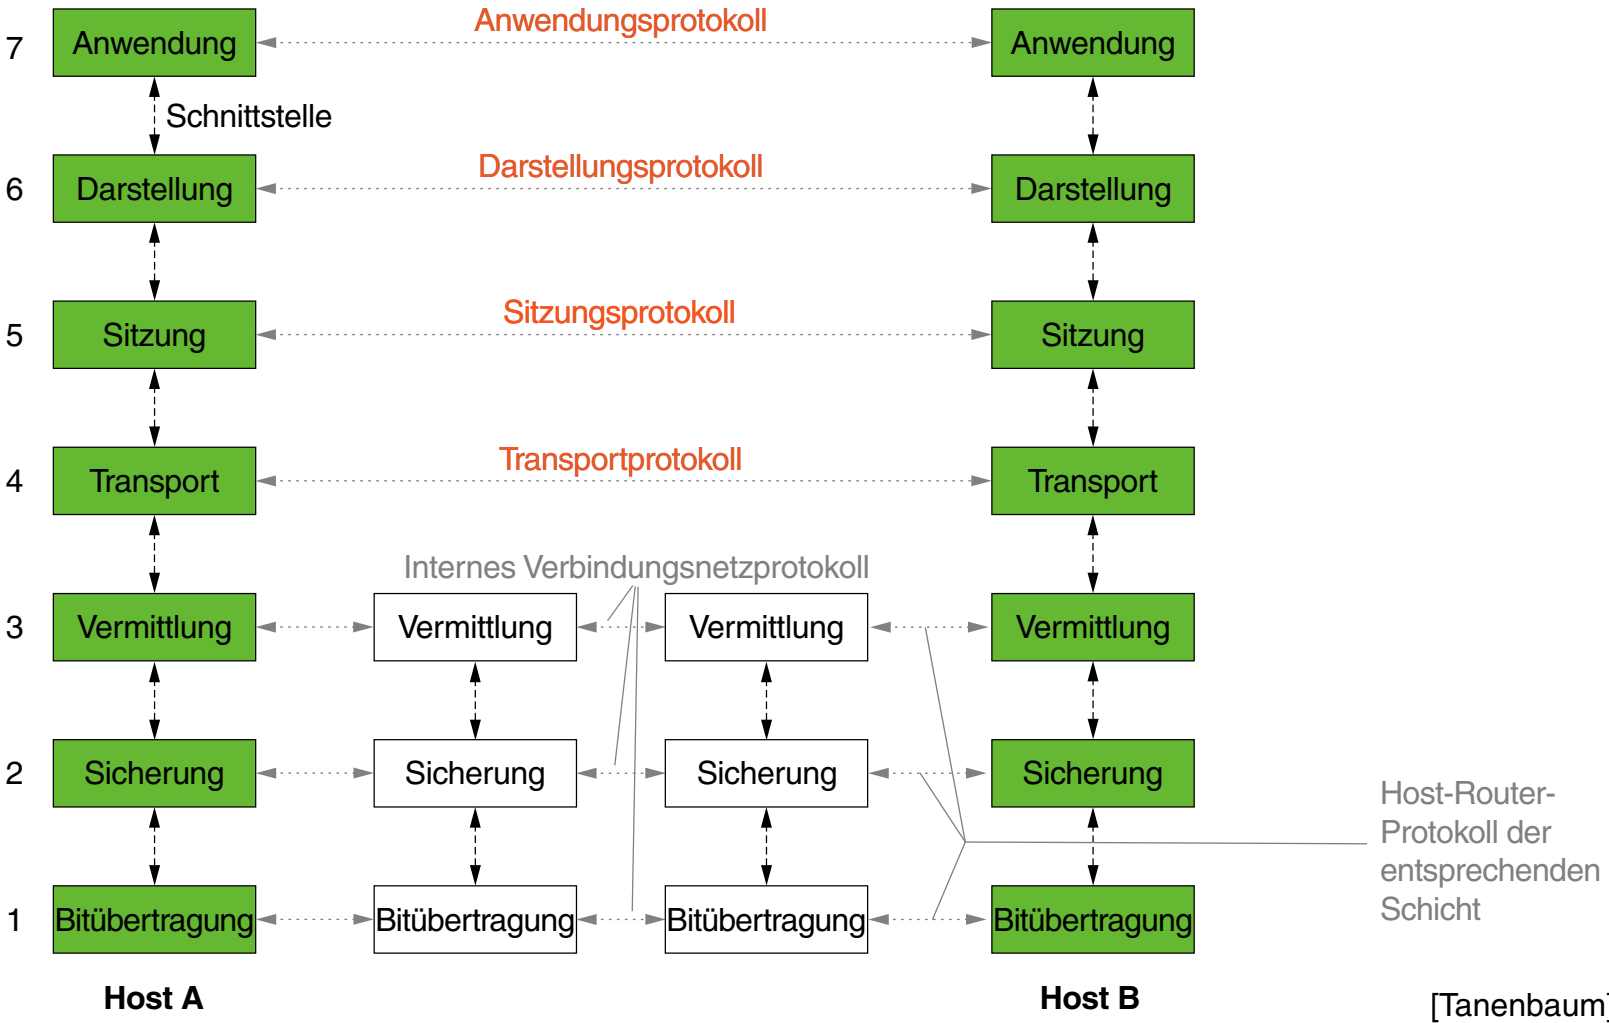 Anwendungsprotokoll
7 Anwendung Anwendung
Schnittstelle
Darstellungsprotokoll
6 Darstellung Darstellung
Sitzungsprotokoll
5 Sitzung Sitzung
Transportprotokoll
4 Transport Transport
Internes Verbindungsnetzprotokoll
3 Vermittlung Vermittlung Vermittlung Vermittlung
2 Sicherung Sicherung Sicherung Sicherung
Host-Router-
Protokoll der
entsprechenden
Schicht
1 Bitübertragung Bitübertragung Bitübertragung Bitübertragung
Host A Host B
[Tanenbaum]